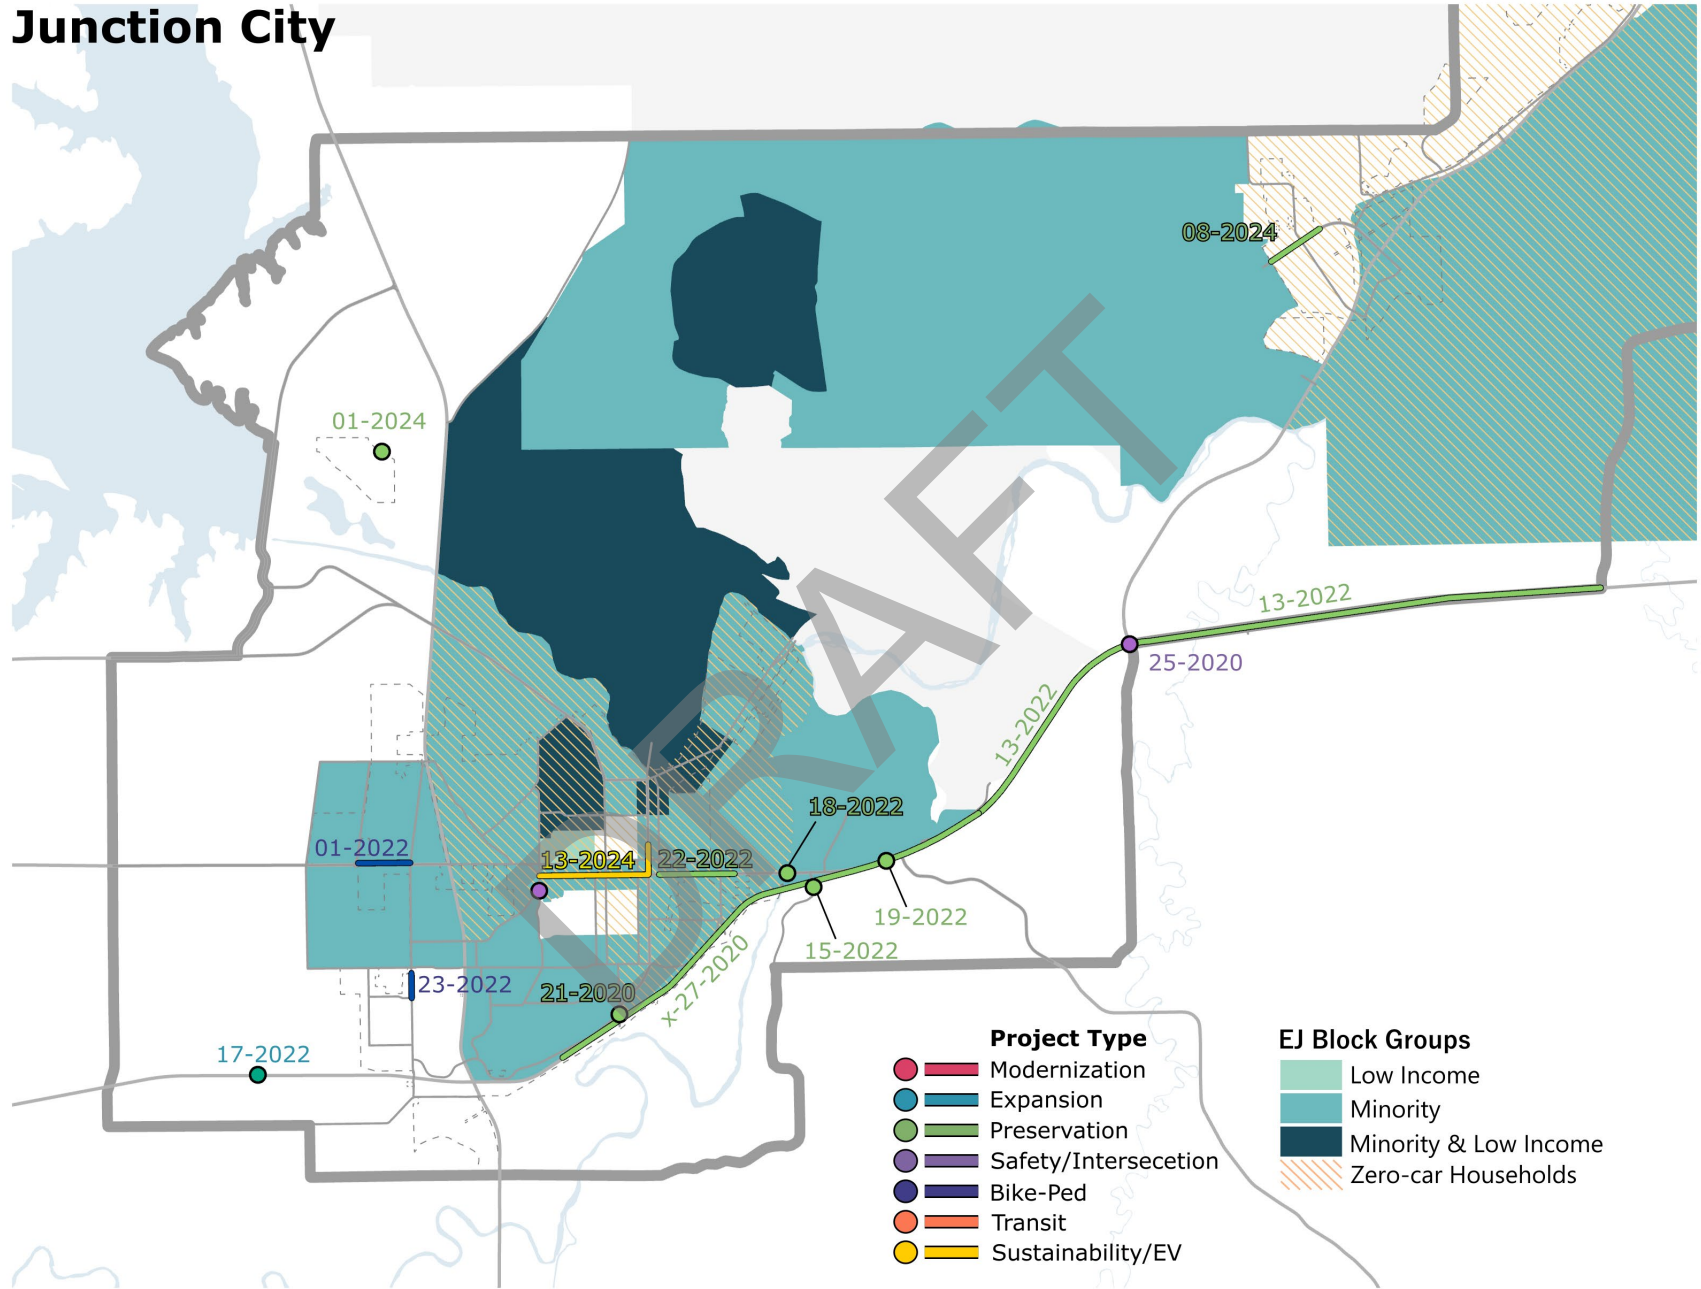 Junction City
08-2024
01-2024
13-2022
25-2020
13-2022
18-2022
01-2022
13-2024
22-2022
19-2022
15-2022
x-27-2020
23-2022
21-2020
17-2022
DRAFT
Project Type
Modernization
Expansion
Preservation
Safety/Intersecetion
Bike-Ped
Transit
Sustainability/EV
EJ Block Groups
Low Income
Minority
Minority & Low Income
Zero-car Households